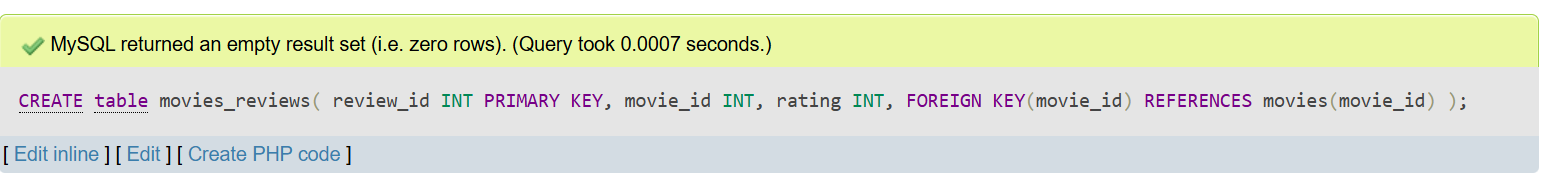 MySQL returned an empty result set (i.e. zero rows). (Query took 0.0007 seconds.)
CREATE table movies_reviews( review_id INT PRIMARY KEY, movie_id INT, rating INT, FOREIGN KEY(movie_id) REFERENCES movies(movie_id) );
[ Edit inline ] [ Edit ] [ Create PHP code ]